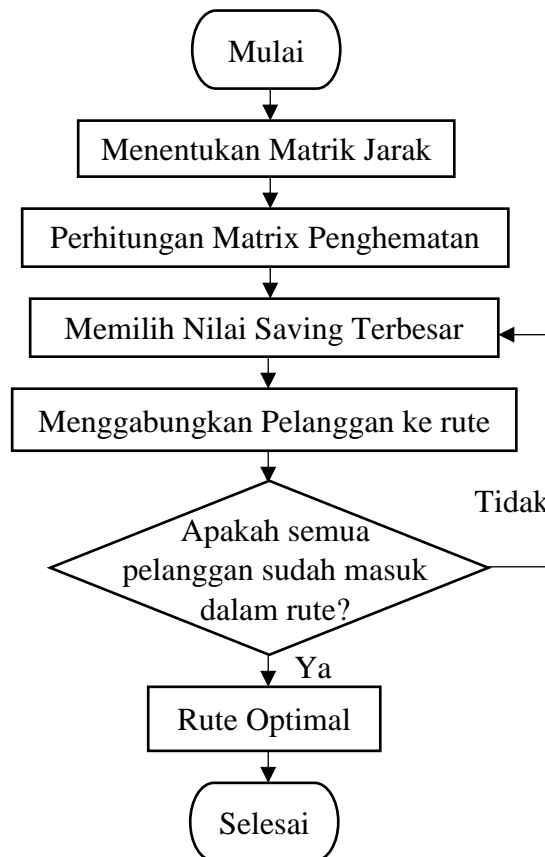 Mulai
Menentukan Matrik Jarak
Perhitungan Matrix Penghematan
Memilih Nilai Saving Terbesar
Menggabungkan Pelanggan ke rute
Tidak
Apakah semua
pelanggan sudah masuk
dalam rute?
Ya
Rute Optimal
Selesai